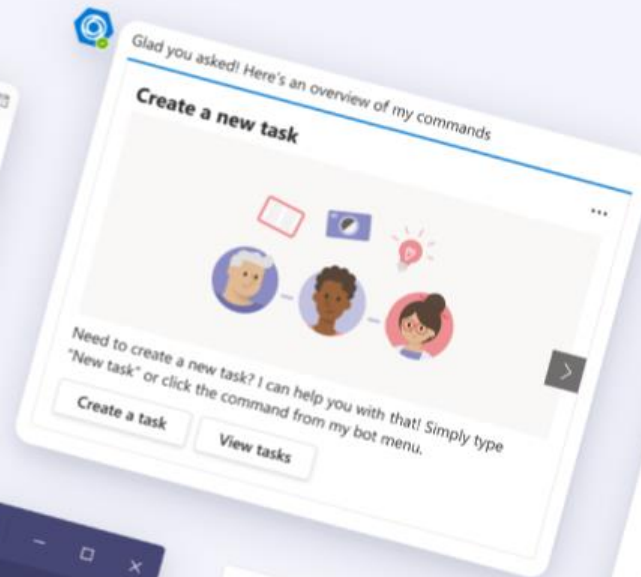 Glad you asked! Here's an overview of my commands
Create a new task
Need to create a new task? I can help you with that! Simply type
"New task" or click the command from my bot menu.
Create a task
View tasks